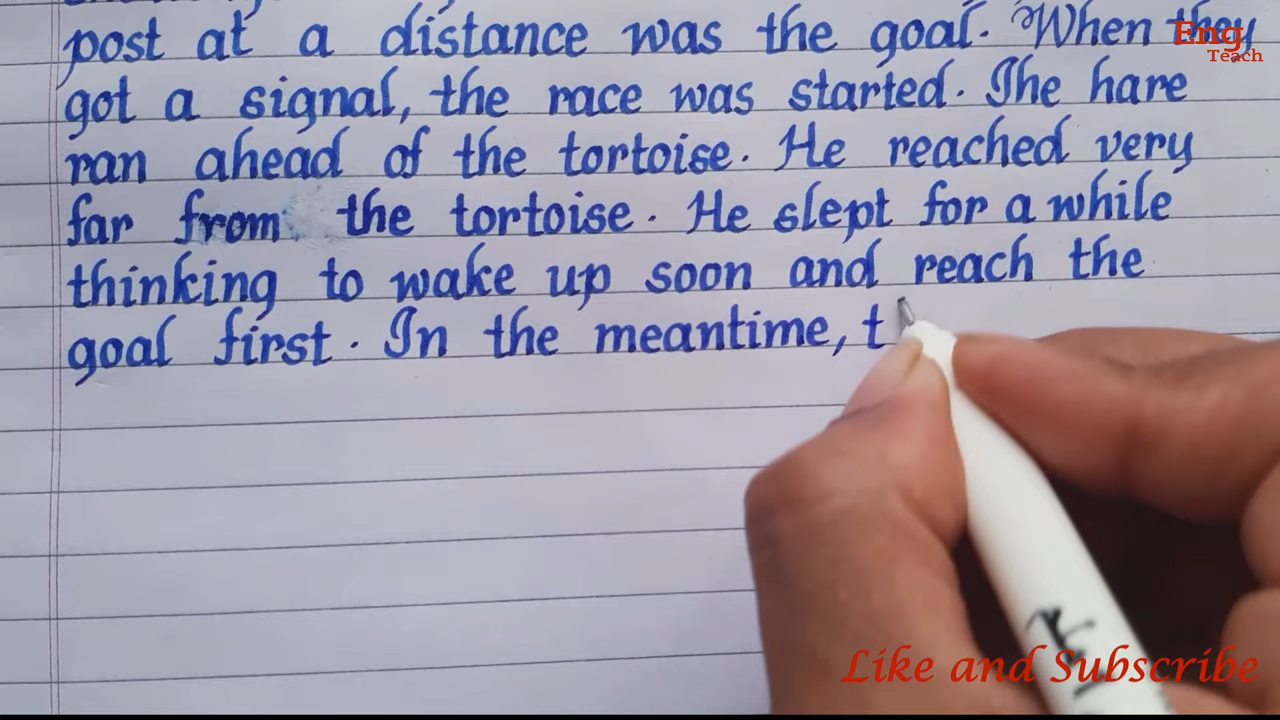 post at a distance was the goal. When they
got a signal, the race was started. The hare
ran ahead of the tortoise. He reached very
far from the tortoise. He slept for a while
thinking to wake up soon and reach the
goal first. In the meantime, t
Eng
Teach
Like and Subscribe